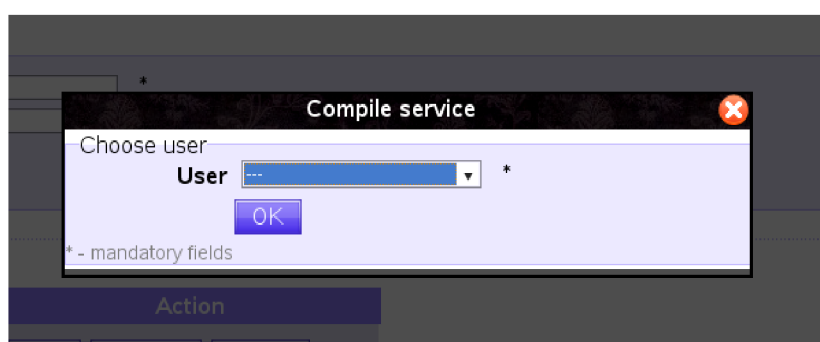 *
Compile service
Choose user
User --- *
OK
* - mandatory fields
Action